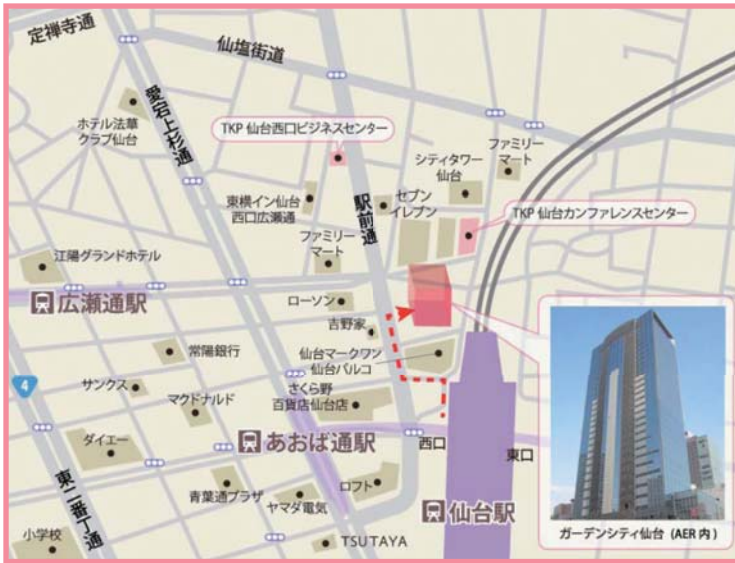 定禅寺通
仙塩街道
愛宕上杉通
ホテル法華
クラブ仙台
TKP 仙台西口ビジネスセンター
ファミリー
マート
シティタワー
仙台
東横イン仙台
西口広瀬通
駅前通
セブン
イレブン
TKP 仙台カンファレンスセンター
江陽グランドホテル
ファミリー
マート
広瀬通駅
ローソン
吉野家
常陽銀行
仙台マークワン
仙台パルコ
4
サンクス
マクドナルド
さくら野
百貨店仙台店
ダイエー
あおば通駅
西口
東口
東二番丁通
青葉通プラザ
ヤマダ電気
ロフト
仙台駅
ガーデンシティ仙台 (AER 内)
小学校
TSUTAYA